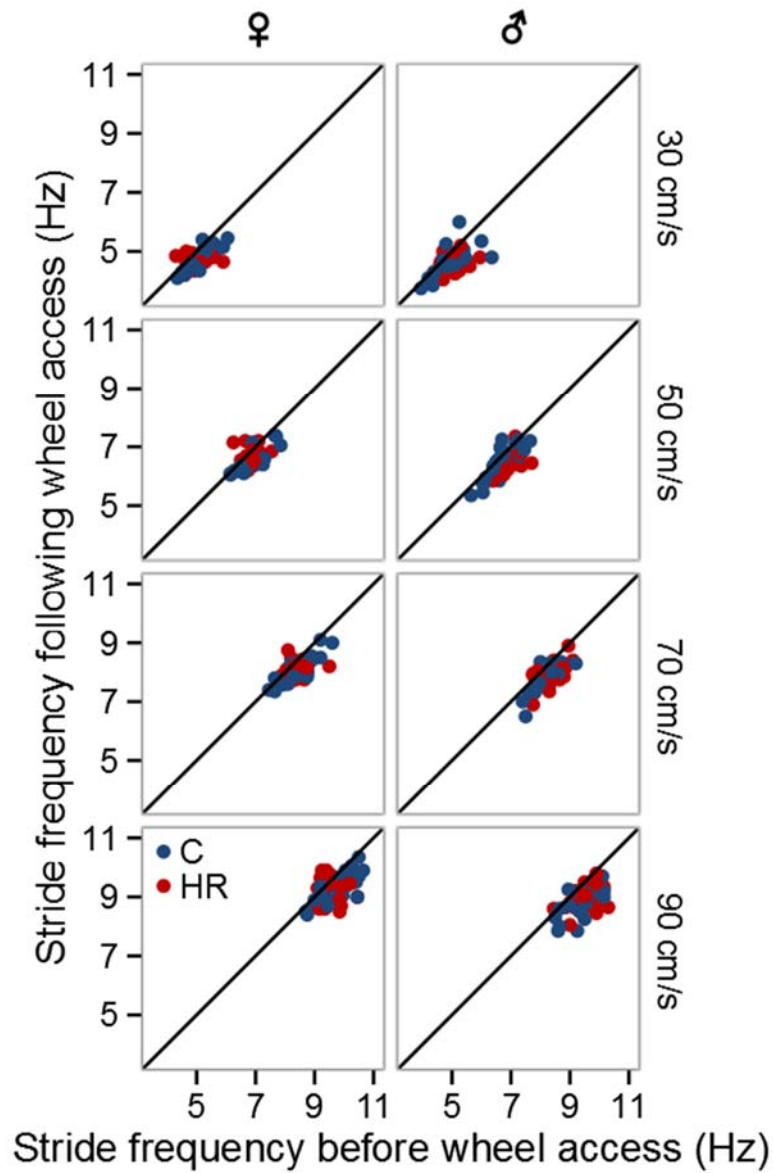 ♀ ♂
11
9
7
5
30 cm/s
11
9
7
5
50 cm/s
11
9
7
5
70 cm/s
11
9
7
5
C
HR
90 cm/s
5 7 9 11 5 7 9 11
Stride frequency following wheel access (Hz)
Stride frequency before wheel access (Hz)